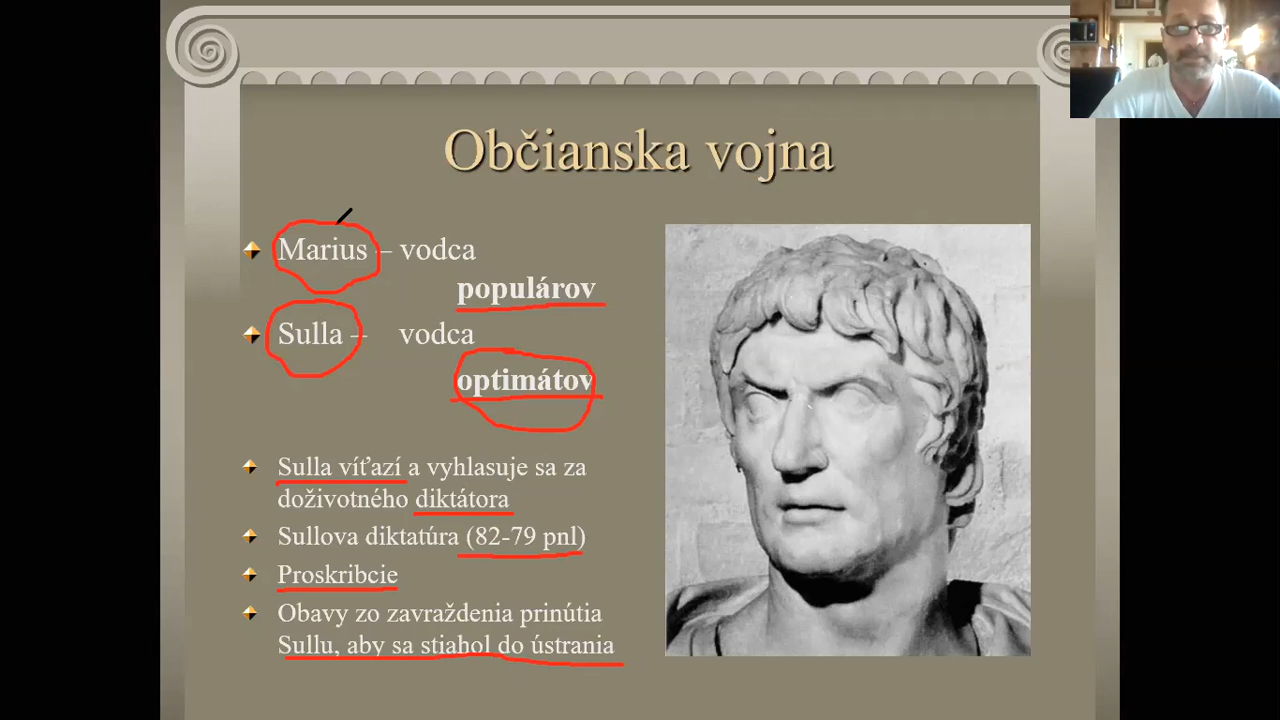 Občianska vojna
Marius – vodca
populárov
Sulla – vodca
optimátov
Sulla víťazí a vyhlasuje sa za
doživotného diktátora
Sullova diktatúra (82-79 pnl)
Proskribcie
Obavy zo zavraždenia prinútia
Sullu, aby sa stiahol do ústrania